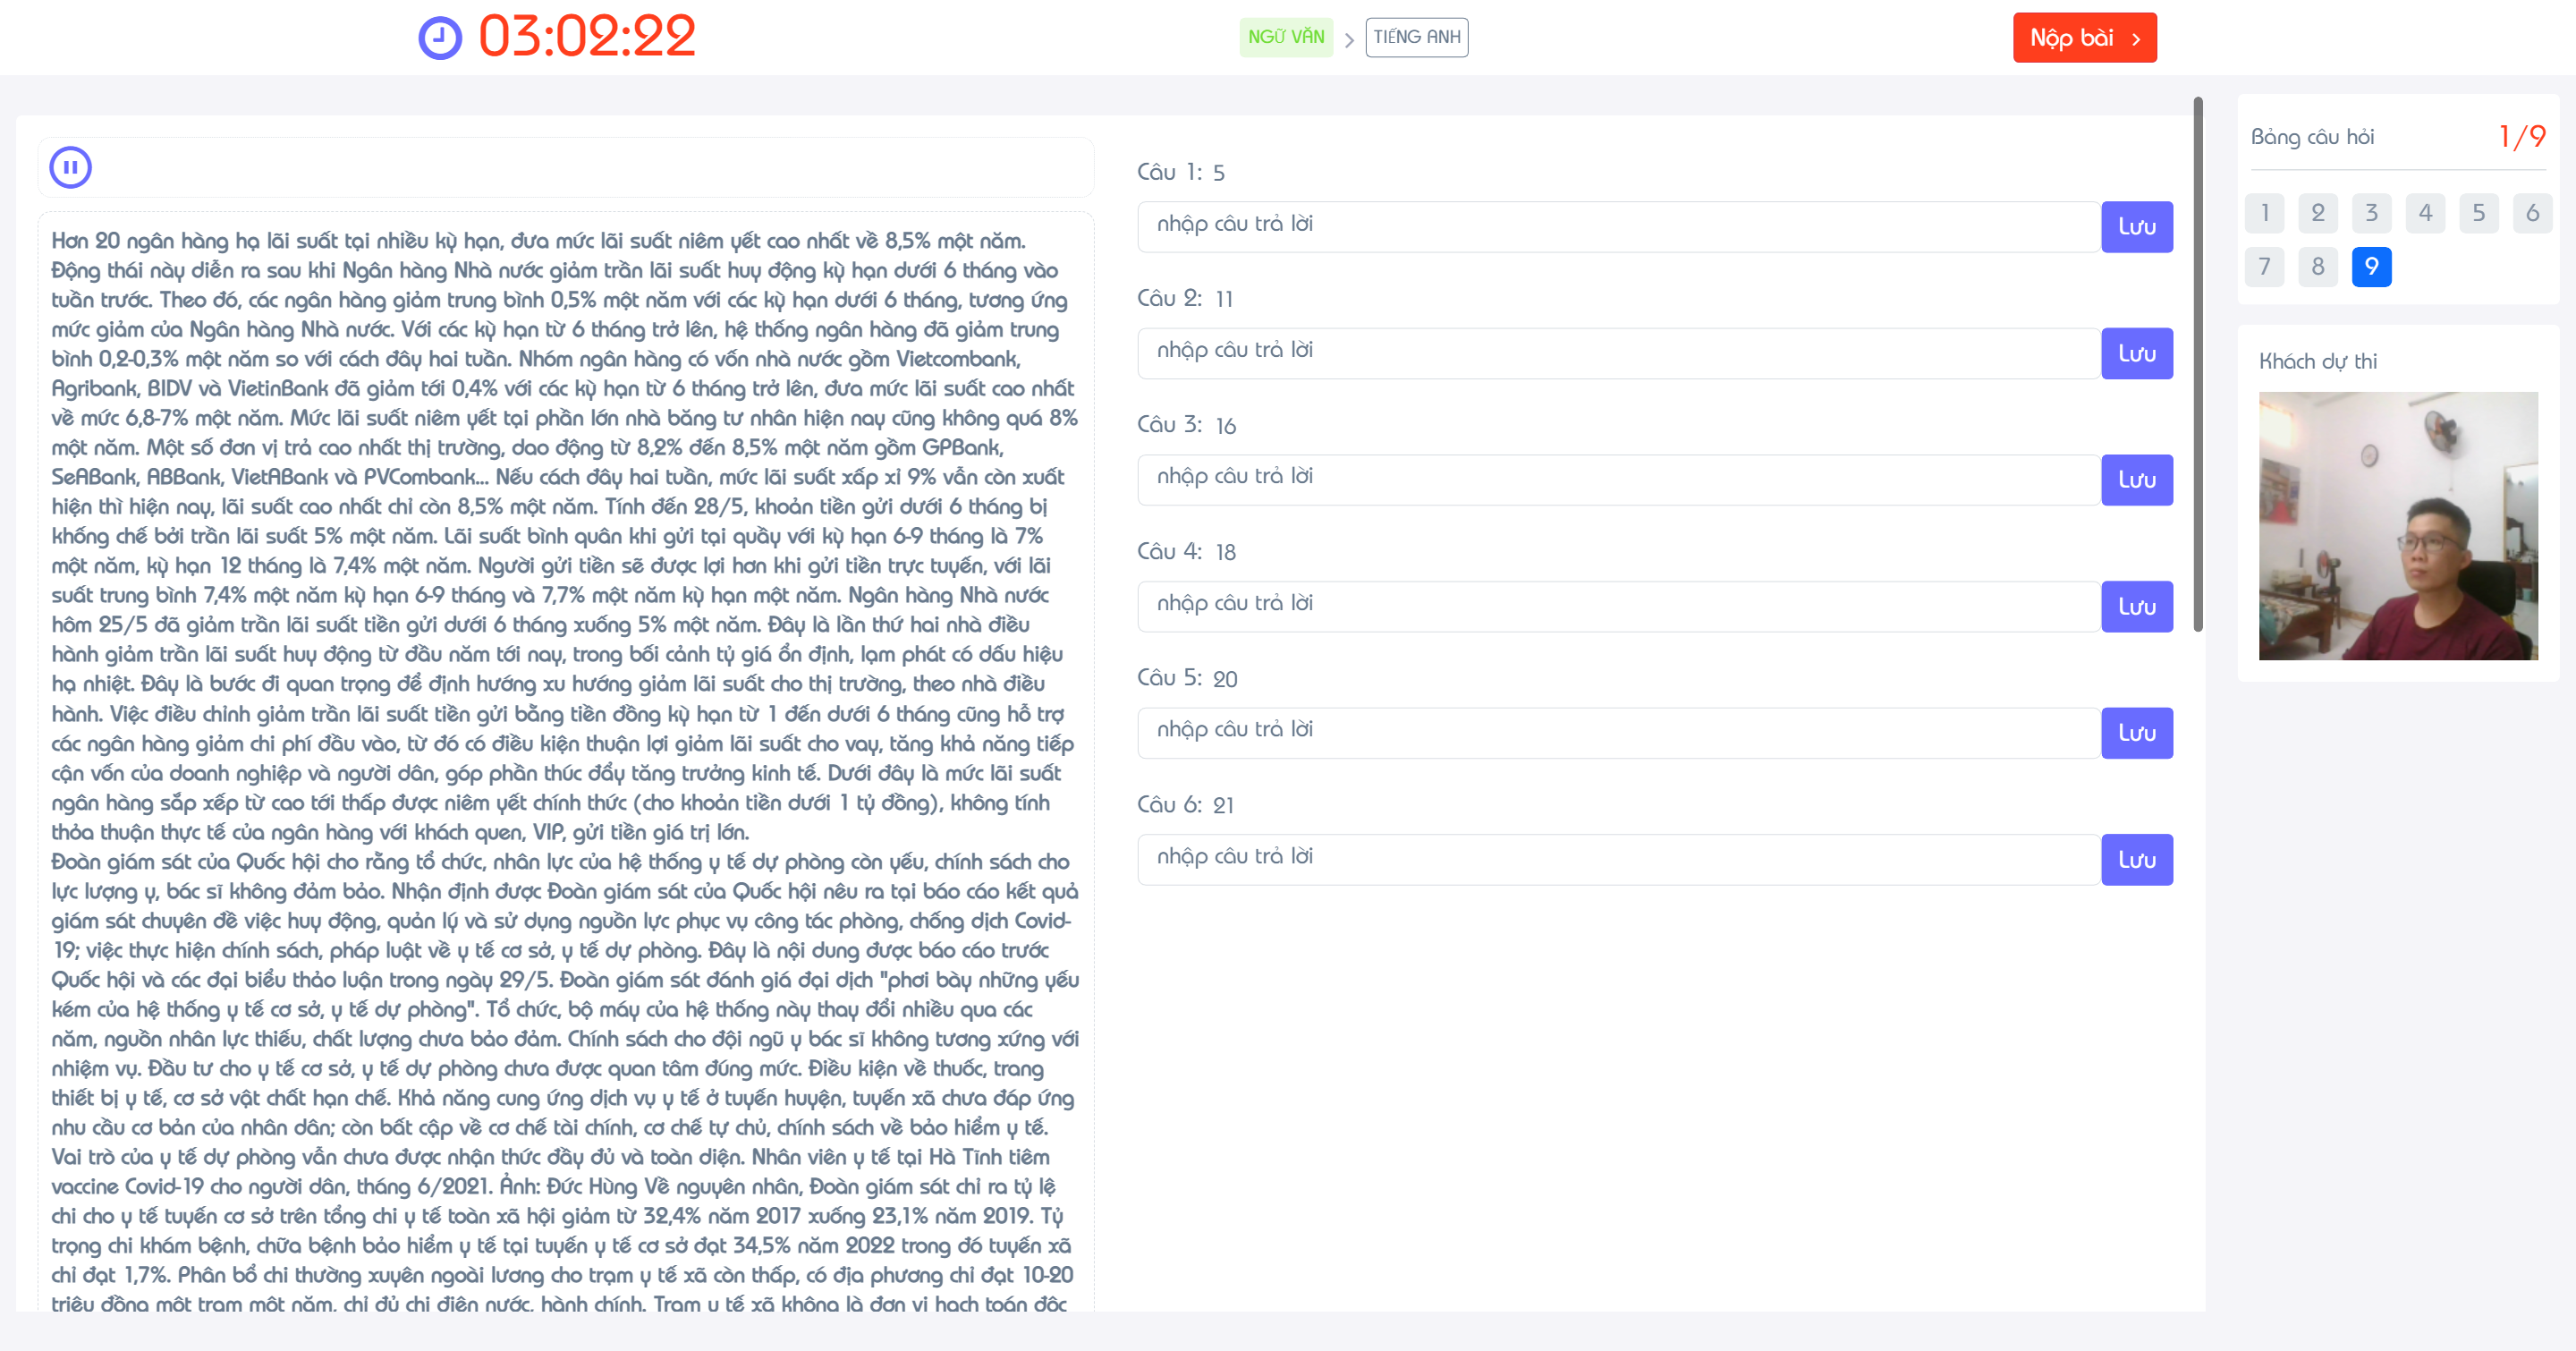 03:02:22
NGỮ VĂN > TIẾNG ANH
Nộp bài >
Hơn 20 ngân hàng hạ lãi suất tại nhiều kỳ hạn, đưa mức lãi suất niêm yết cao nhất về 8,5% một năm.
Động thái này diễn ra sau khi Ngân hàng Nhà nước giảm trần lãi suất huy động kỳ hạn dưới 6 tháng vào
tuần trước. Theo đó, các ngân hàng giảm trung bình 0,5% một năm với các kỳ hạn dưới 6 tháng, tương ứng
mức giảm của Ngân hàng Nhà nước. Với các kỳ hạn từ 6 tháng trở lên, hệ thống ngân hàng đã giảm trung
bình 0,2-0,3% một năm so với cách đây hai tuần. Nhóm ngân hàng có vốn nhà nước gồm Vietcombank,
Agribank, BIDV và VietinBank đã giảm tới 0,4% với các kỳ hạn từ 6 tháng trở lên, đưa mức lãi suất cao nhất
về mức 6,8-7% một năm. Mức lãi suất niêm yết tại phần lớn nhà băng tư nhân hiện nay cũng không quá 8%
một năm. Một số đơn vị trả cao nhất thị trường, dao động từ 8,2% đến 8,5% một năm gồm GPBank,
SeABank, ABBank, VietABank và PVCombank... Nếu cách đây hai tuần, mức lãi suất xấp xỉ 9% vẫn còn xuất
hiện thì hiện nay, lãi suất cao nhất chỉ còn 8,5% một năm. Tính đến 28/5, khoản tiền gửi dưới 6 tháng bị
khống chế bởi trần lãi suất 5% một năm. Lãi suất bình quân khi gửi tại quầy với kỳ hạn 6-9 tháng là 7%
một năm, kỳ hạn 12 tháng là 7,4% một năm. Người gửi tiền sẽ được lợi hơn khi gửi tiền trực tuyến, với lãi
suất trung bình 7,4% một năm kỳ hạn 6-9 tháng và 7,7% một năm kỳ hạn một năm. Ngân hàng Nhà nước
hôm 25/5 đã giảm trần lãi suất tiền gửi dưới 6 tháng xuống 5% một năm. Đây là lần thứ hai nhà điều
hành giảm trần lãi suất huy động từ đầu năm tới nay, trong bối cảnh tỷ giá ổn định, lạm phát có dấu hiệu
hạ nhiệt. Đây là bước đi quan trọng để định hướng xu hướng giảm lãi suất cho thị trường, theo nhà điều
hành. Việc điều chỉnh giảm trần lãi suất tiền gửi bằng tiền đồng kỳ hạn từ 1 đến dưới 6 tháng cũng hỗ trợ
các ngân hàng giảm chi phí đầu vào, từ đó có điều kiện thuận lợi giảm lãi suất cho vay, tăng khả năng tiếp
cận vốn của doanh nghiệp và người dân, góp phần thúc đẩy tăng trưởng kinh tế. Dưới đây là mức lãi suất
ngân hàng sắp xếp từ cao tới thấp được niêm yết chính thức (cho khoản tiền dưới 1 tỷ đồng), không tính
thỏa thuận thực tế của ngân hàng với khách quen, VIP, gửi tiền giá trị lớn.
Đoàn giám sát của Quốc hội cho rằng tổ chức, nhân lực của hệ thống y tế dự phòng còn yếu, chính sách cho
lực lượng y, bác sĩ không đảm bảo. Nhận định được Đoàn giám sát của Quốc hội nêu ra tại báo cáo kết quả
giám sát chuyên đề việc huy động, quản lý và sử dụng nguồn lực phục vụ công tác phòng, chống dịch Covid-
19; việc thực hiện chính sách, pháp luật về y tế cơ sở, y tế dự phòng. Đây là nội dung được báo cáo trước
Quốc hội và các đại biểu thảo luận trong ngày 29/5. Đoàn giám sát đánh giá đại dịch "phơi bày những yếu
kém của hệ thống y tế cơ sở, y tế dự phòng". Tổ chức, bộ máy của hệ thống này thay đổi nhiều qua các
năm, nguồn nhân lực thiếu, chất lượng chưa bảo đảm. Chính sách cho đội ngũ y bác sĩ không tương xứng với
nhiệm vụ. Đầu tư cho y tế cơ sở, y tế dự phòng chưa được quan tâm đúng mức. Điều kiện về thuốc, trang
thiết bị y tế, cơ sở vật chất hạn chế. Khả năng cung ứng dịch vụ y tế ở tuyến huyện, tuyến xã chưa đáp ứng
nhu cầu cơ bản của nhân dân; còn bất cập về cơ chế tài chính, cơ chế tự chủ, chính sách về bảo hiểm y tế.
Vai trò của y tế dự phòng vẫn chưa được nhận thức đầy đủ và toàn diện. Nhân viên y tế tại Hà Tĩnh tiêm
vaccine Covid-19 cho người dân, tháng 6/2021. Ảnh: Đức Hùng Về nguyên nhân, Đoàn giám sát chỉ ra tỷ lệ
chi cho y tế tuyến cơ sở trên tổng chi y tế toàn xã hội giảm từ 32,4% năm 2017 xuống 23,1% năm 2019. Tỷ
trọng chi khám bệnh, chữa bệnh bảo hiểm y tế tại tuyến y tế cơ sở đạt 34,5% năm 2022 trong đó tuyến xã
chỉ đạt 1,7%. Phân bổ chi thường xuyên ngoài lương cho trạm y tế xã còn thấp, có địa phương chỉ đạt 10-20
triệu đồng một trạm một năm, chỉ đủ chi điện nước, hành chính. Trạm y tế xã không là đơn vị hạch toán độc
Câu 1: 5
nhập câu trả lời
Lưu
Câu 2: 11
nhập câu trả lời
Lưu
Câu 3: 16
nhập câu trả lời
Lưu
Câu 4: 18
nhập câu trả lời
Lưu
Câu 5: 20
nhập câu trả lời
Lưu
Câu 6: 21
nhập câu trả lời
Lưu
Bảng câu hỏi 1/9
1 2 3 4 5 6
7 8 9
Khách dự thi